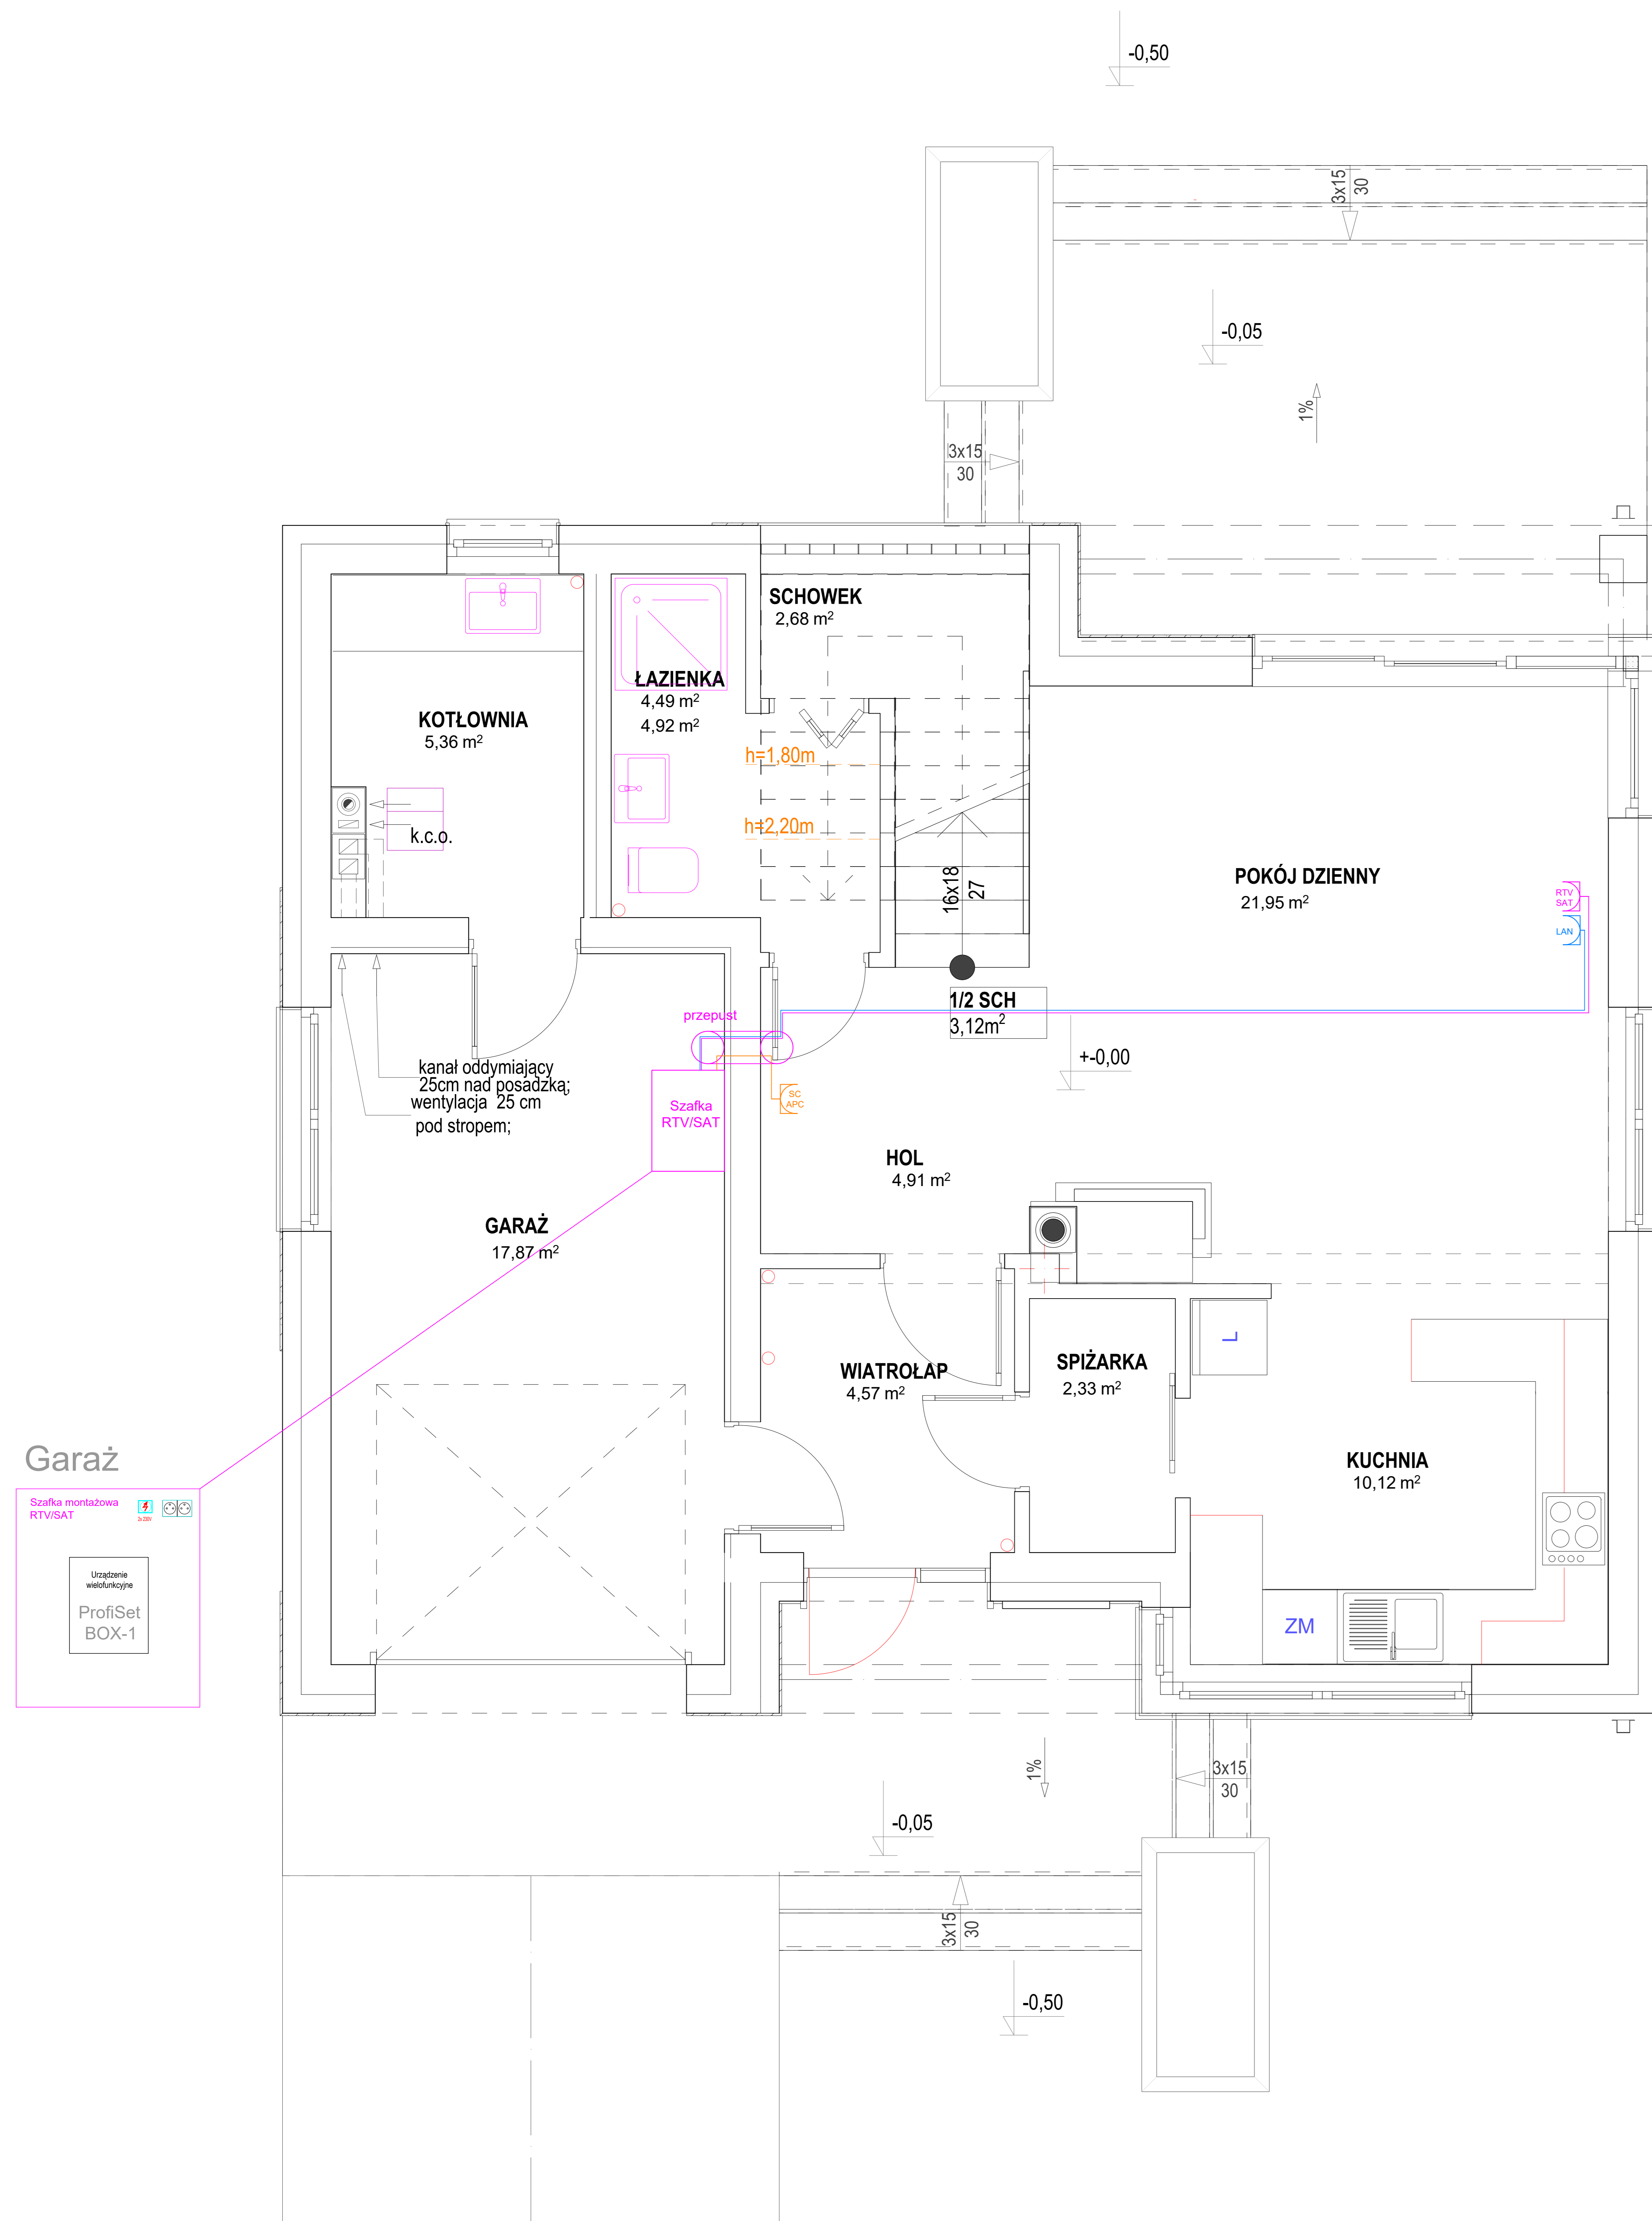 -0,50
3x15
30
-0,05
1%
3x15
30
SCHOWEK
2,68 m²
ŁAZIENKA
4,49 m²
4,92 m²
KOTŁOWNIA
5,36 m²
h=1,80m
h=2,20m
k.c.o.
16x18
27
POKÓJ DZIENNY
21,95 m²
RTV
SAT
LAN
1/2 SCH
3,12m²
przepust
+-0,00
kanał oddymiający
25cm nad posadzką;
wentylacja 25 cm
pod stropem;
SC
APC
Szafka
RTV/SAT
HOL
4,91 m²
GARAŻ
17,87 m²
L
WIATROŁAP
4,57 m²
SPIŻARKA
2,33 m²
KUCHNIA
10,12 m²
Garaż
Szafka montażowa
RTV/SAT
2x 230V
Urządzenie
wielofunkcyjne
ProfiSet
BOX-1
ZM
1%
3x15
30
-0,05
3x15
30
-0,50